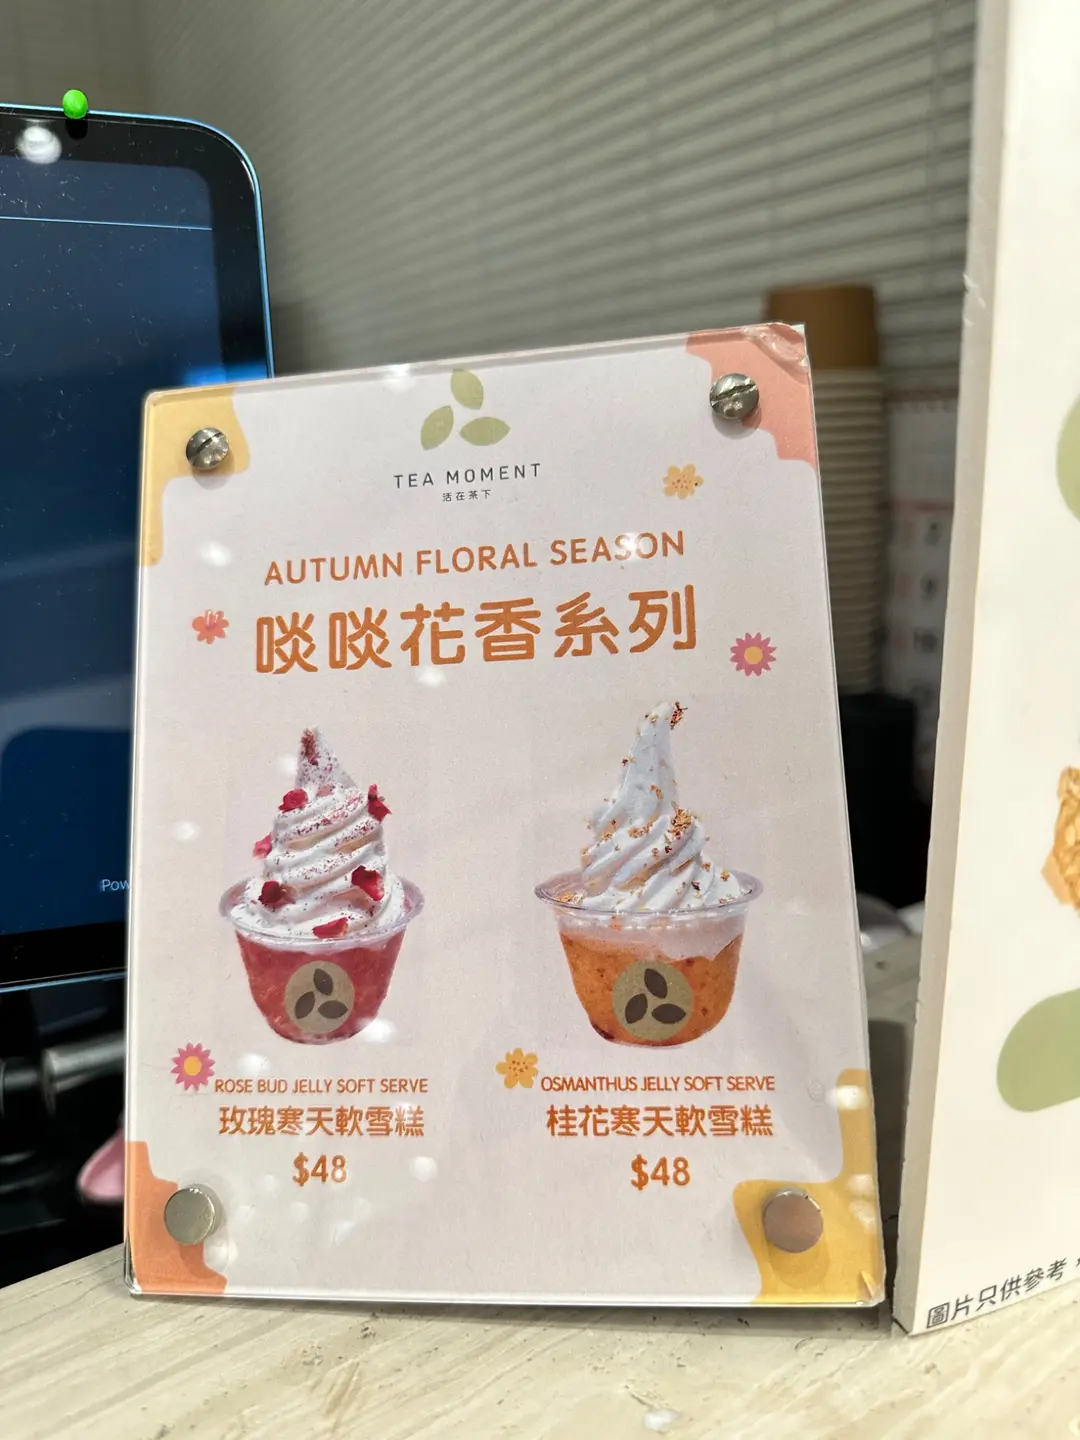 TEA MOMENT
活在茶下
AUTUMN FLORAL SEASON
啖啖花香系列
ROSE BUD JELLY SOFT SERVE
玫瑰寒天軟雪糕
$48
OSMANTHUS JELLY SOFT SERVE
桂花寒天軟雪糕
$48
Pow
圖片只供參考，